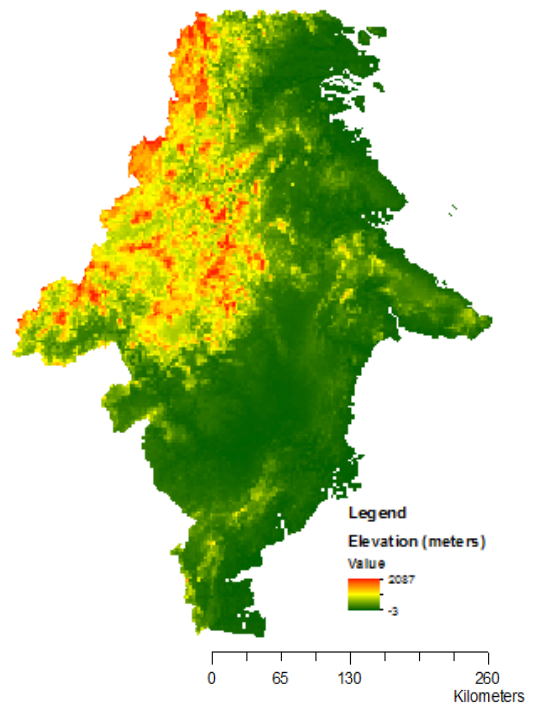 Legend
Elevation (meters)
Value
2087
-3
0 65 130 260
Kilometers